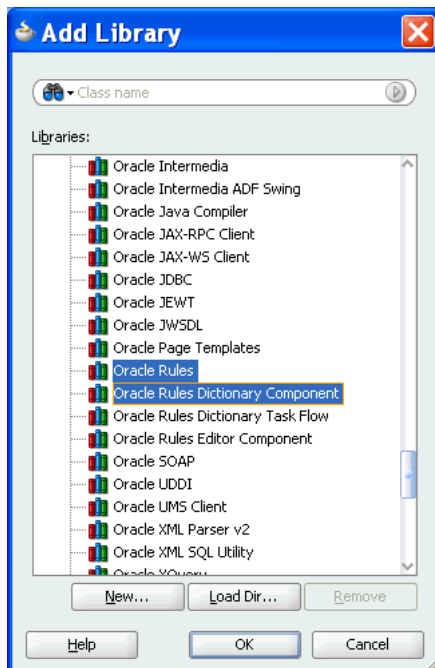 Add Library
Class name
Libraries:
Oracle Intermedia
Oracle Intermedia ADF Swing
Oracle Java Compiler
Oracle JAX-RPC Client
Oracle JAX-WS Client
Oracle JDBC
Oracle JEWT
Oracle JWSDL
Oracle Page Templates
Oracle Rules
Oracle Rules Dictionary Component
Oracle Rules Dictionary Task Flow
Oracle Rules Editor Component
Oracle SOAP
Oracle UDDI
Oracle UMS Client
Oracle XML Parser v2
Oracle XML SQL Utility
Oracle XQuery
New... Load Dir... Remove
Help OK Cancel